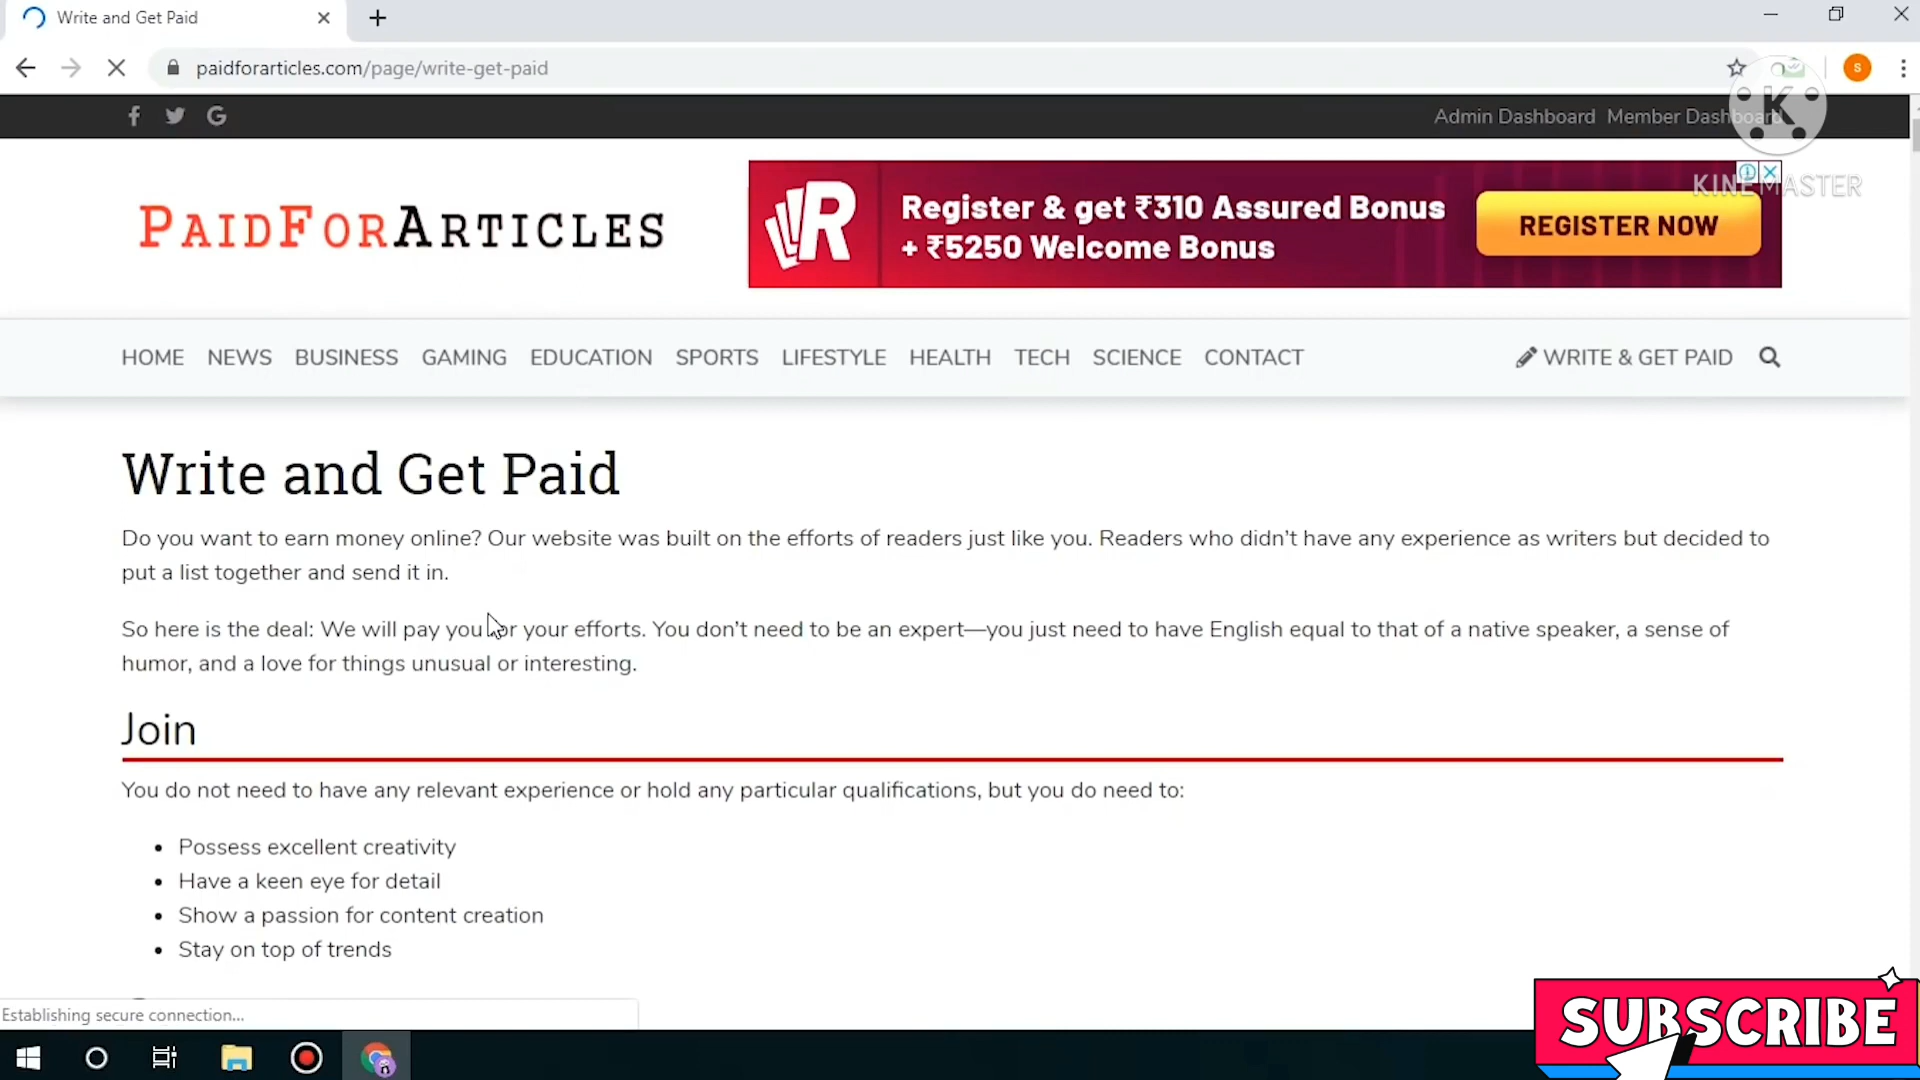 Write and Get Paid
paidforarticles.com/page/write-get-paid
S
Admin Dashboard Member Dashboard
KINEMASTER
PAIDFORARTICLES
R
Register & get ₹310 Assured Bonus
+ ₹5250 Welcome Bonus
REGISTER NOW
HOME NEWS BUSINESS GAMING EDUCATION SPORTS LIFESTYLE HEALTH TECH SCIENCE CONTACT WRITE & GET PAID
Write and Get Paid
Do you want to earn money online? Our website was built on the efforts of readers just like you. Readers who didn't have any experience as writers but decided to
put a list together and send it in.
So here is the deal: We will pay you for your efforts. You don't need to be an expert—you just need to have English equal to that of a native speaker, a sense of
humor, and a love for things unusual or interesting.
Join
You do not need to have any relevant experience or hold any particular qualifications, but you do need to:
• Possess excellent creativity
• Have a keen eye for detail
• Show a passion for content creation
• Stay on top of trends
Establishing secure connection...
SUBSCRIBE